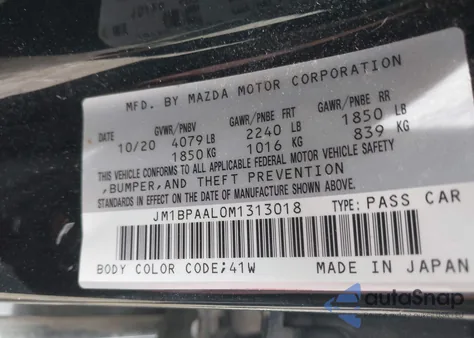 MFD. BY MAZDA MOTOR CORPORATION
10/20
GVWR/PNBV 4079 LB 1850 KG
GAWR/PNBE FRT 2240 LB 1016 KG
GAWR/PNBE RR 1850 LB 839 KG
THIS VEHICLE CONFORMS TO ALL APPLICABLE FEDERAL MOTOR VEHICLE SAFETY
,BUMPER,AND THEFT PREVENTION
STANDARDS IN EFFECT ON THE DATE OF MANUFACTURE SHOWN ABOVE.
JM1BPAAL0M1313018 TYPE: PASS CAR
BODY COLOR CODE;41W MADE IN JAPAN
autoSnap